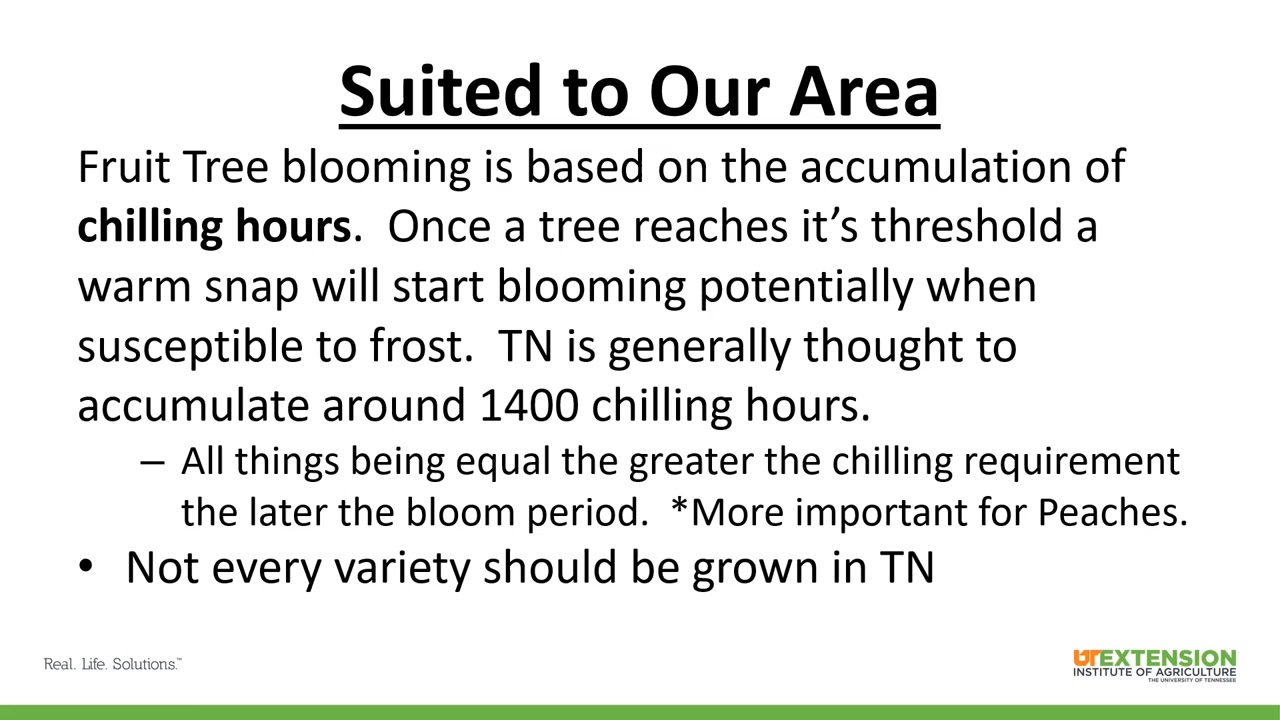 Suited to Our Area
Fruit Tree blooming is based on the accumulation of
chilling hours.  Once a tree reaches it’s threshold a
warm snap will start blooming potentially when
susceptible to frost.  TN is generally thought to
accumulate around 1400 chilling hours.
– All things being equal the greater the chilling requirement
the later the bloom period.  *More important for Peaches.
• Not every variety should be grown in TN
Real. Life. Solutions.™
UTEXTENSION
INSTITUTE OF AGRICULTURE
THE UNIVERSITY OF TENNESSEE